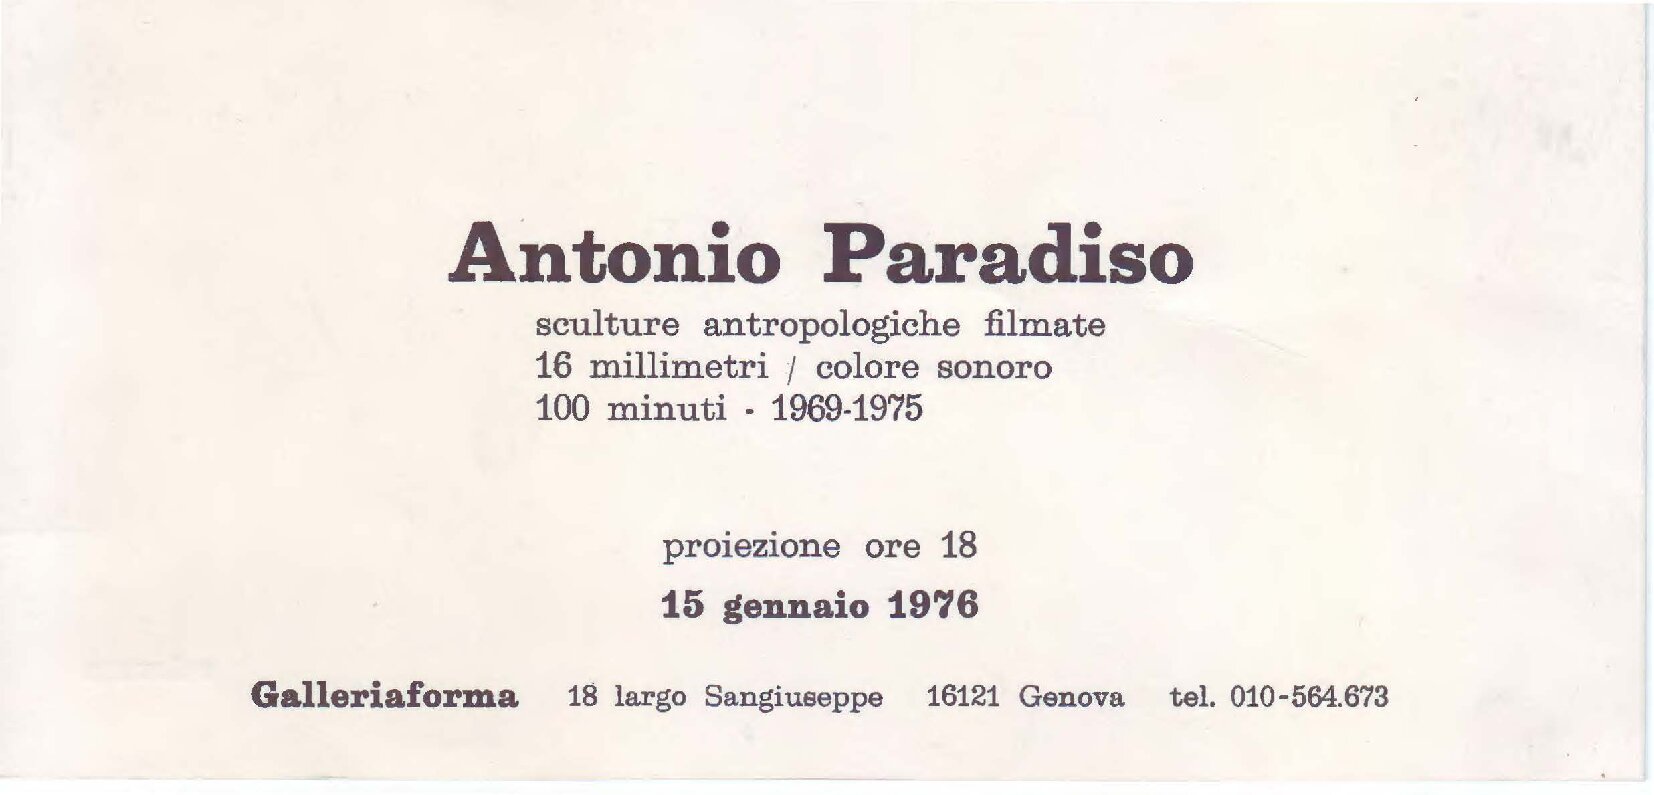 Antonio Paradiso
sculture antropologiche filmate
16 millimetri / colore sonoro
100 minuti - 1969-1975
proiezione ore 18
15 gennaio 1976
Galleriaforma 18 largo Sangiuseppe 16121 Genova tel. 010-564.673